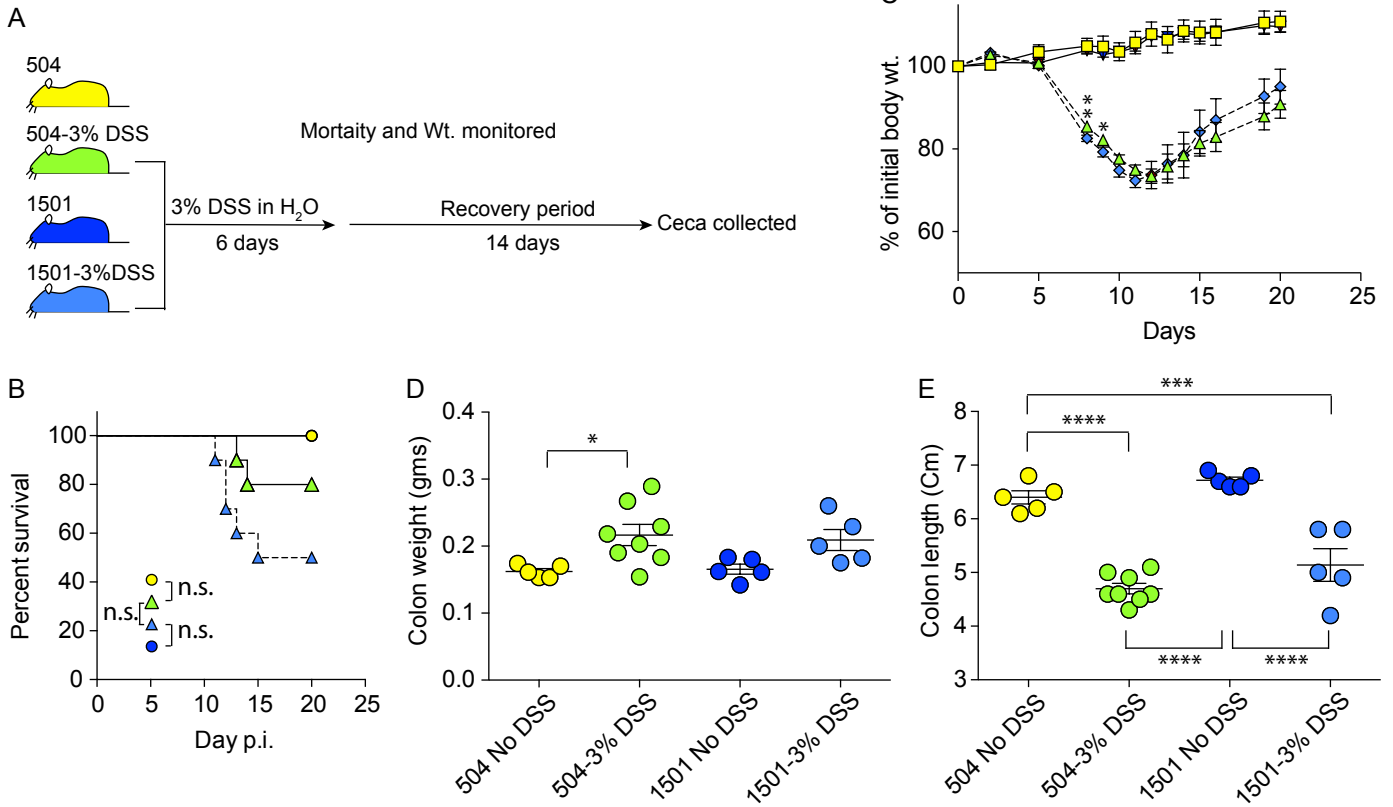 A
504
504-3% DSS
1501
1501-3%DSS
Mortaity and Wt. monitored
3% DSS in H2O
6 days
Recovery period
14 days
Ceca collected
% of initial body wt.
100
80
60
0 5 10 15 20 25
Days
*
*
*
B
Percent survival
100
80
60
40
20
0
0 5 10 15 20 25
Day p.i.
n.s.
n.s.
n.s.
D
Colon weight (gms)
0.4
0.3
0.2
0.1
0.0
*
504 No DSS
504-3% DSS
1501 No DSS
1501-3% DSS
E
Colon length (Cm)
8
7
6
5
4
3
***
****
****
****
504 No DSS
504-3% DSS
1501 No DSS
1501-3% DSS